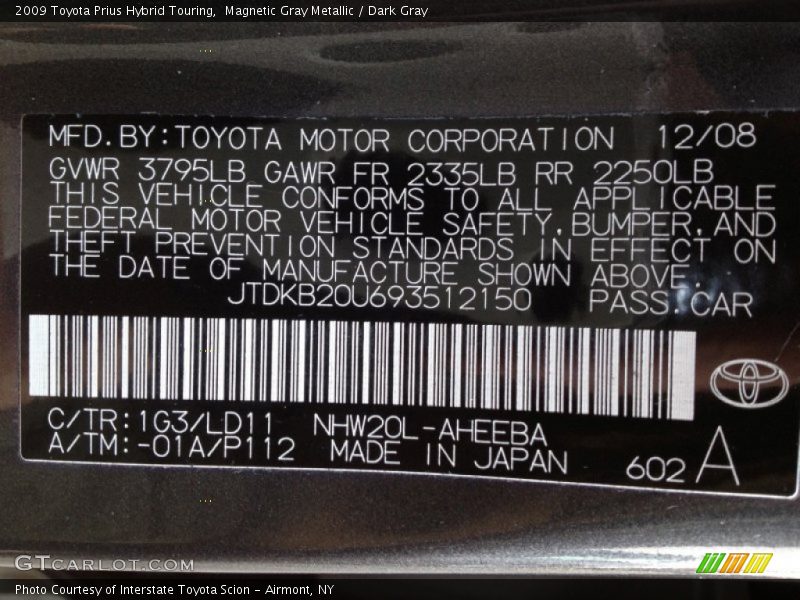 2009 Toyota Prius Hybrid Touring,  Magnetic Gray Metallic / Dark Gray
MFD.BY:TOYOTA MOTOR CORPORATION 12/08
GVWR 3795LB GAWR FR 2335LB RR 2250LB
THIS VEHICLE CONFORMS TO ALL APPLICABLE
FEDERAL MOTOR VEHICLE SAFETY,BUMPER,AND
THEFT PREVENTION STANDARDS IN EFFECT ON
THE DATE OF MANUFACTURE SHOWN ABOVE.
JTDKB20U693512150 PASS.CAR
C/TR:1G3/LD11 NHW20L-AHEEBA
A/TM:-01A/P112 MADE IN JAPAN 602 A
GTCARLOT.COM
Photo Courtesy of Interstate Toyota Scion - Airmont, NY